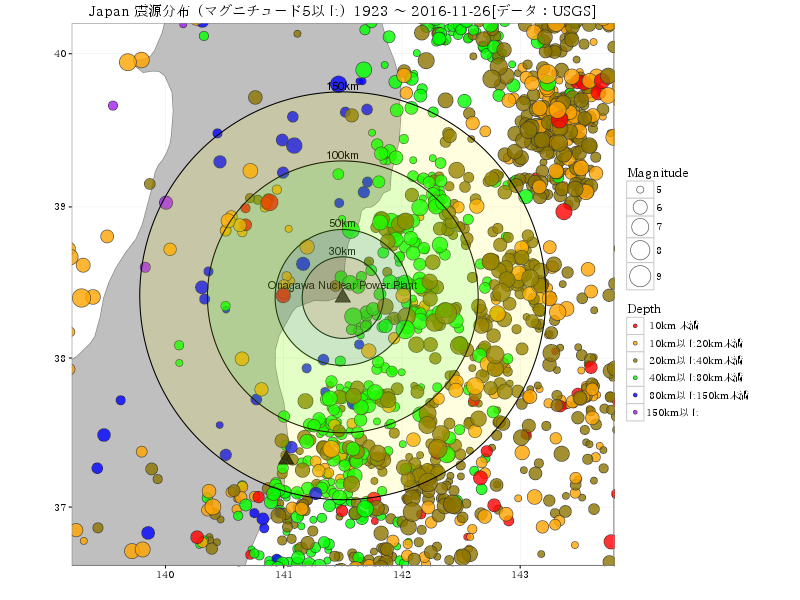 Japan 震源分布（マグニチュード5以上）1923 ～ 2016-11-26[データ：USGS]
40
39
38
37
140
141
142
143
150km
100km
50km
30km
Onagawa Nuclear Power Plant
Magnitude
5
6
7
8
9
Depth
10km 未満
10km以上20km未満
20km以上40km未満
40km以上80km未満
80km以上150km未満
150km以上